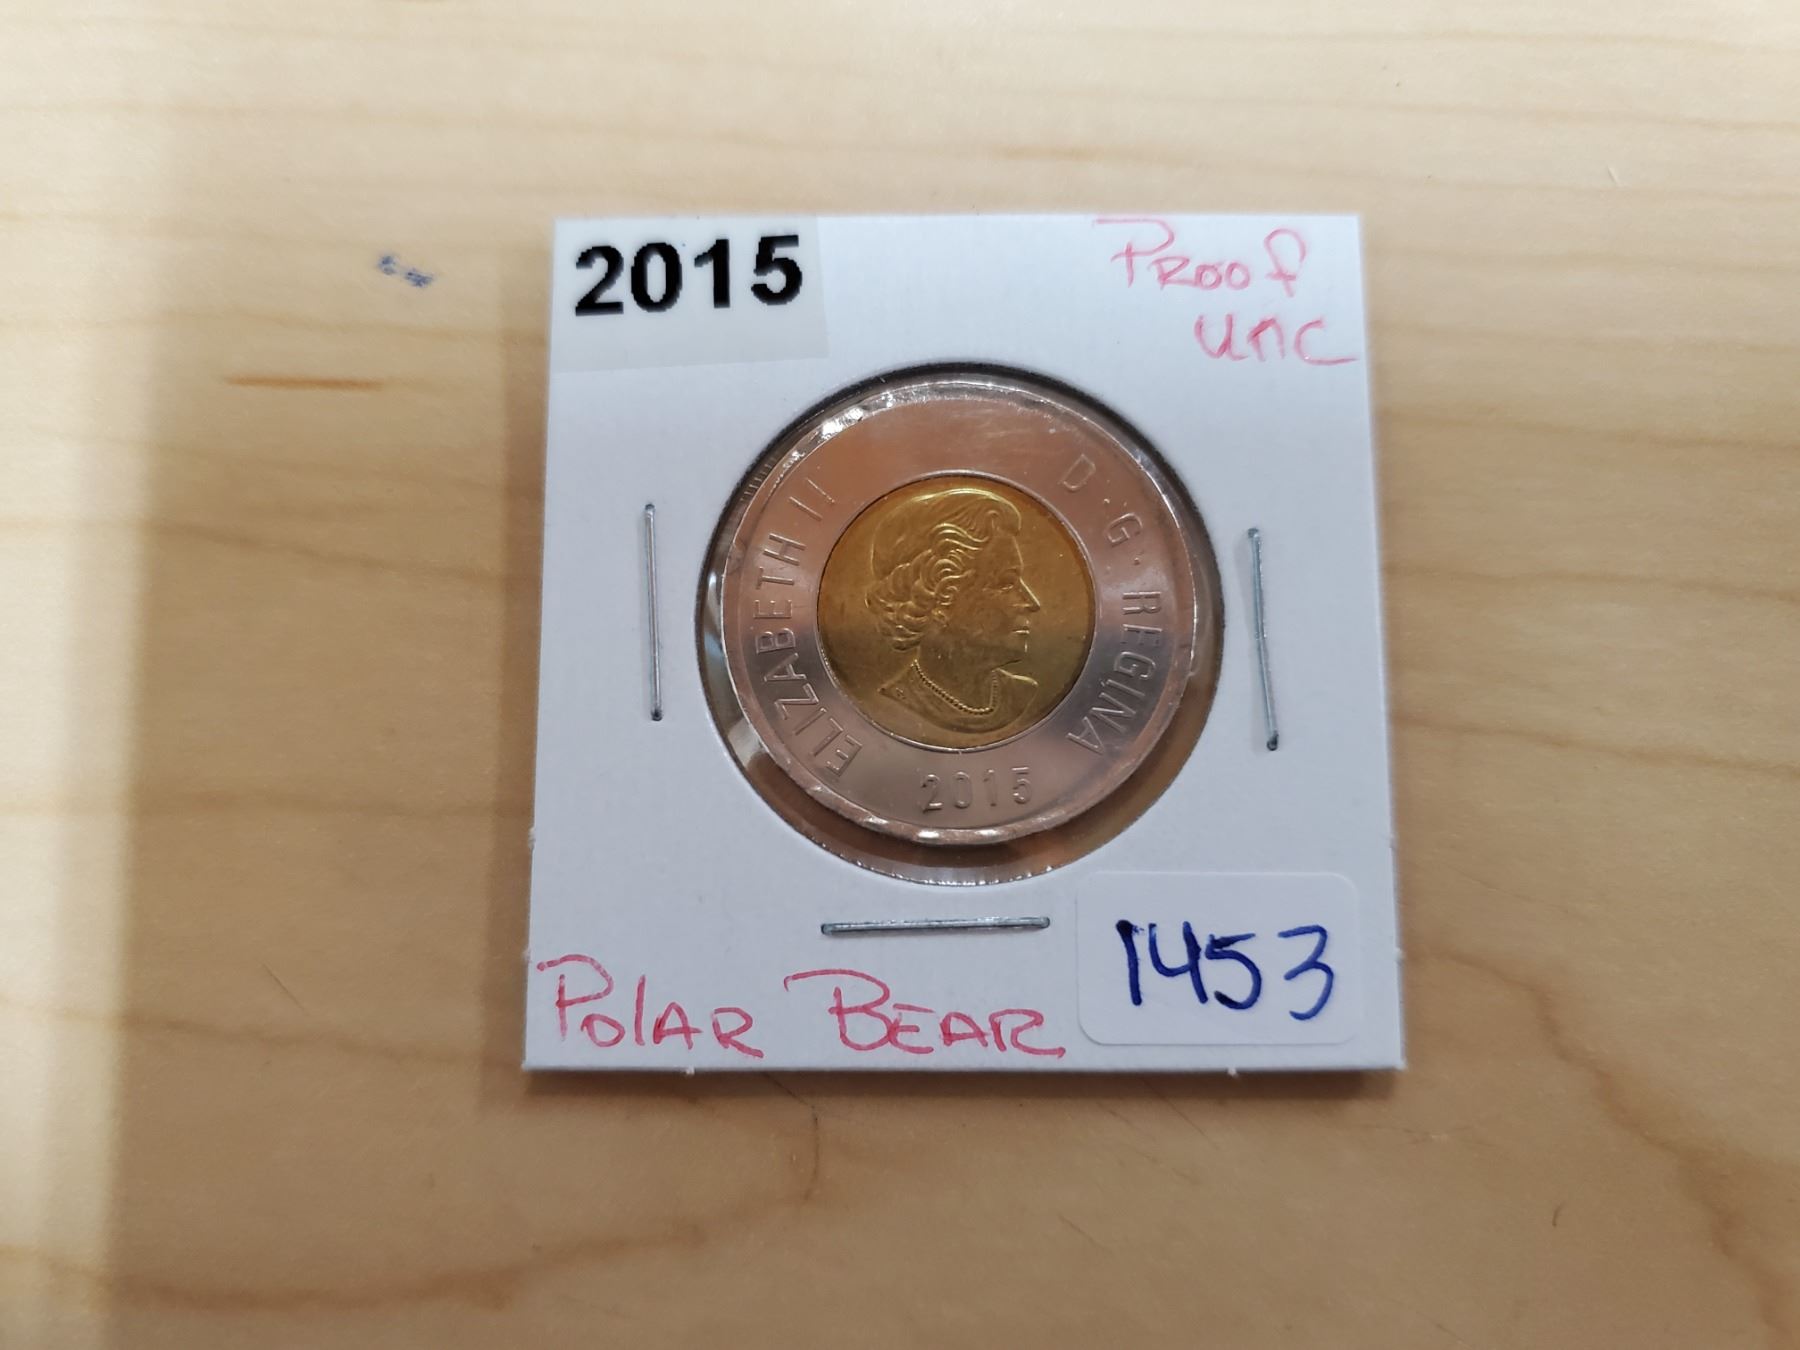 2015
Proof
unc
ELIZABETH II
D · G · REGINA
2015
1453
Polar Bear